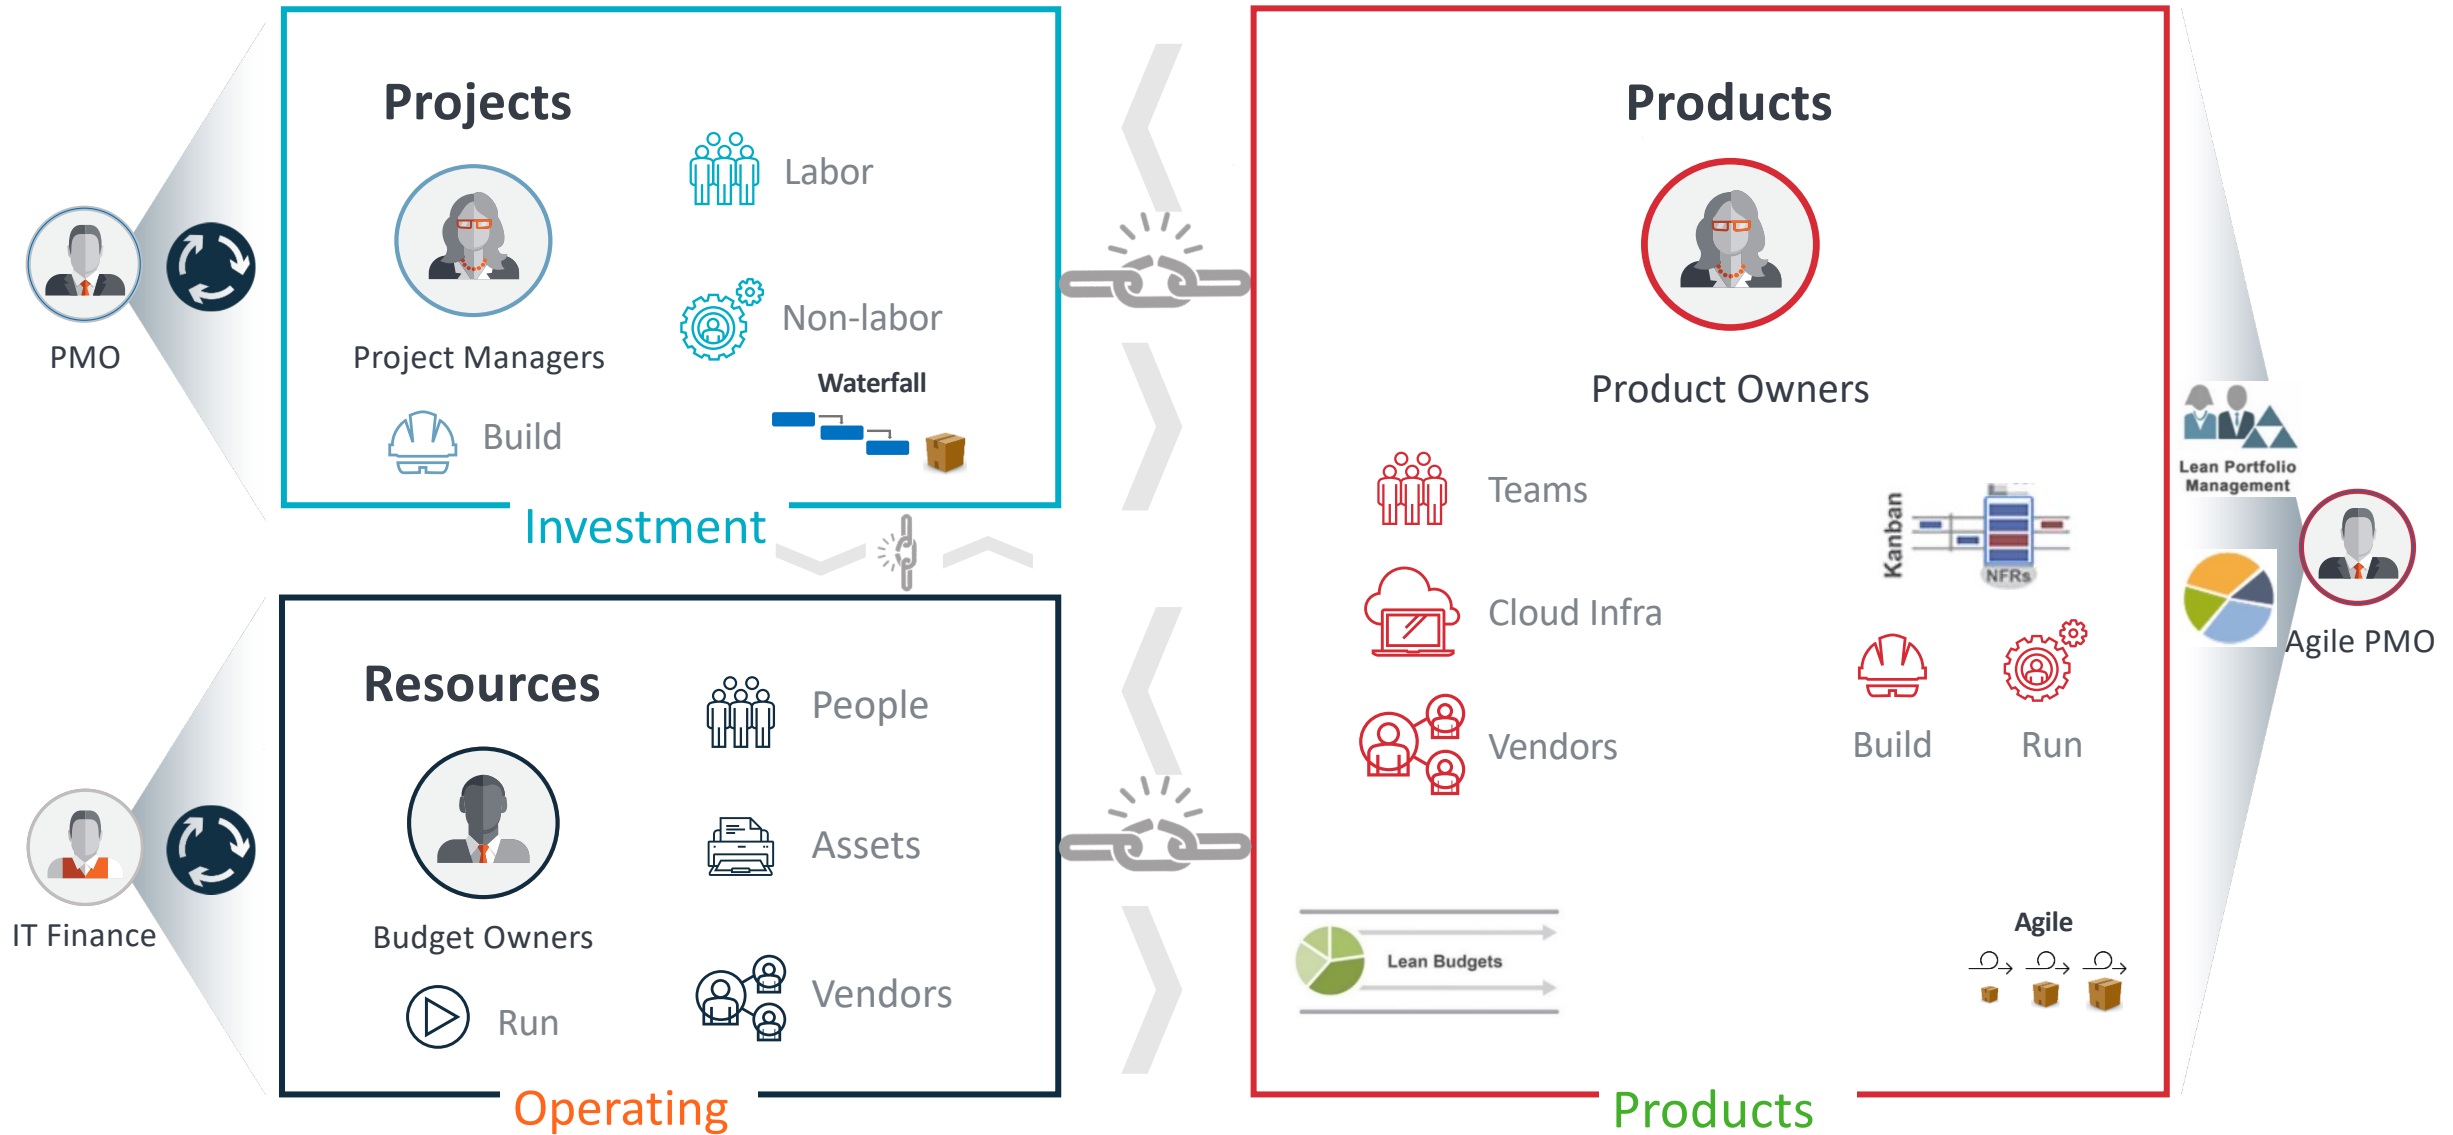 Projects
Labor
Non-labor
PMO
Project Managers
Waterfall
Build
Investment
Resources
People
Assets
IT Finance
Budget Owners
Vendors
Run
Operating
Products
Product Owners
Teams
Kanban
NFRs
Cloud Infra
Vendors
Build
Run
Lean Budgets
Agile
Products
Lean Portfolio
Management
Agile PMO